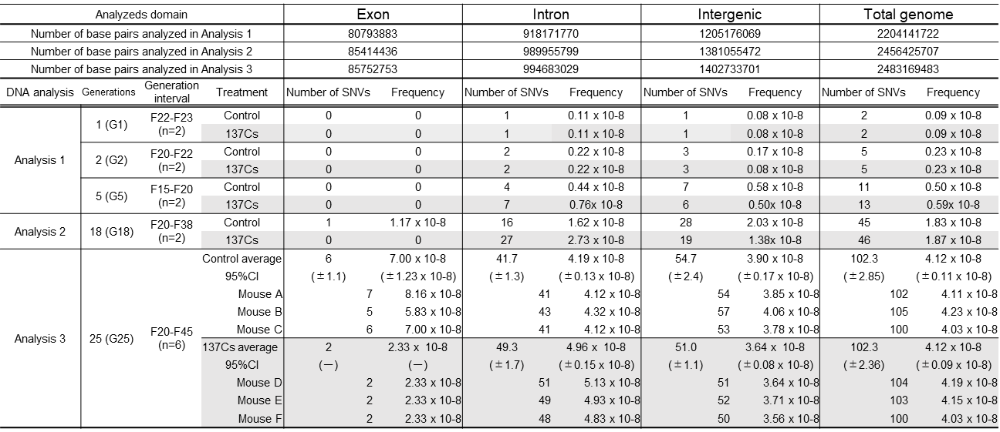 Analyzeds domain Exon Intron Intergenic Total genome
Number of base pairs analyzed in Analysis 1 80793883 918171770 1205176069 2204141722
Number of base pairs analyzed in Analysis 2 85414436 989955799 1381055472 2456425707
Number of base pairs analyzed in Analysis 3 85752753 994683029 1402733701 2483169483
DNA analysis Generations Generation interval Treatment Number of SNVs Frequency Number of SNVs Frequency Number of SNVs Frequency Number of SNVs Frequency
Analysis 1 1 (G1) F22-F23 (n=2) Control 0 0 1 0.11 x 10-8 1 0.08 x 10-8 2 0.09 x 10-8
137Cs 0 0 1 0.11 x 10-8 1 0.08 x 10-8 2 0.09 x 10-8
2 (G2) F20-F22 (n=2) Control 0 0 2 0.22 x 10-8 3 0.17 x 10-8 5 0.23 x 10-8
137Cs 0 0 2 0.22 x 10-8 3 0.08 x 10-8 5 0.23 x 10-8
5 (G5) F15-F20 (n=2) Control 0 0 4 0.44 x 10-8 7 0.58 x 10-8 11 0.50 x 10-8
137Cs 0 0 7 0.76x 10-8 6 0.50x 10-8 13 0.59x 10-8
Analysis 2 18 (G18) F20-F38 (n=2) Control 1 1.17 x 10-8 16 1.62 x 10-8 28 2.03 x 10-8 45 1.83 x 10-8
137Cs 0 0 27 2.73 x 10-8 19 1.38x 10-8 46 1.87 x 10-8
Analysis 3 25 (G25) F20-F45 (n=6) Control average 6 7.00 x 10-8 41.7 4.19 x 10-8 54.7 3.90 x 10-8 102.3 4.12 x 10-8
95%CI (±1.1) (±1.23 x 10-8) (±1.3) (±0.13 x 10-8) (±2.4) (±0.17 x 10-8) (±2.85) (±0.11 x 10-8)
Mouse A 7 8.16 x 10-8 41 4.12 x 10-8 54 3.85 x 10-8 102 4.11 x 10-8
Mouse B 5 5.83 x 10-8 43 4.32 x 10-8 57 4.06 x 10-8 105 4.23 x 10-8
Mouse C 6 7.00 x 10-8 41 4.12 x 10-8 53 3.78 x 10-8 100 4.03 x 10-8
137Cs average 2 2.33 x 10-8 49.3 4.96 x 10-8 51.0 3.64 x 10-8 102.3 4.12 x 10-8
95%CI (－) (－) (±1.7) (±0.15 x 10-8) (±1.1) (±0.08 x 10-8) (±2.36) (±0.09 x 10-8)
Mouse D 2 2.33 x 10-8 51 5.13 x 10-8 51 3.64 x 10-8 104 4.19 x 10-8
Mouse E 2 2.33 x 10-8 49 4.93 x 10-8 52 3.71 x 10-8 103 4.15 x 10-8
Mouse F 2 2.33 x 10-8 48 4.83 x 10-8 50 3.56 x 10-8 100 4.03 x 10-8